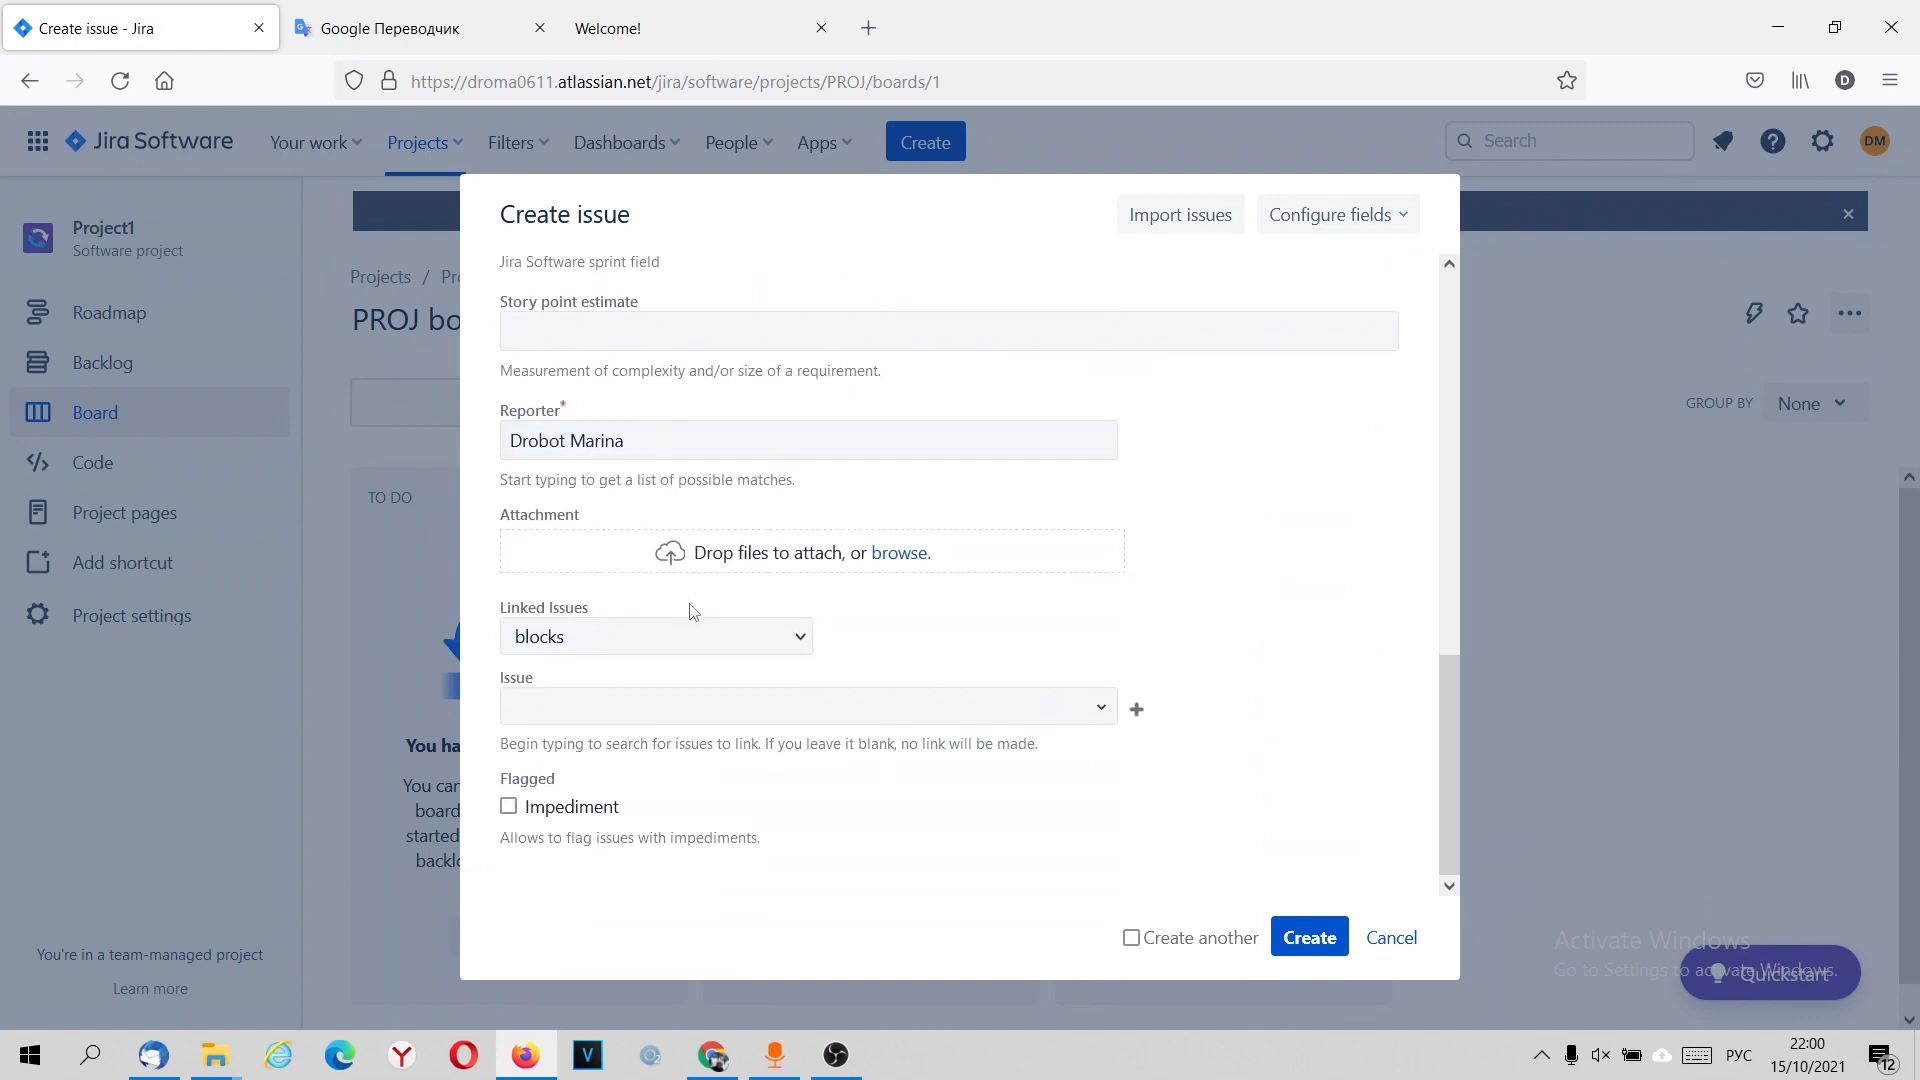 Create issue - Jira
Google Переводчик
Welcome!
https://droma0611.atlassian.net/jira/software/projects/PROJ/boards/1
D
Jira Software
Your work
Projects
Filters
Dashboards
People
Apps
Create
Search
DM
Project1
Software project
Roadmap
Backlog
Board
Code
Project pages
Add shortcut
Project settings
You're in a team-managed project
Learn more
Projects /
PROJ bo
GROUP BY
None
TO DO
You ha
You can
board
started
backlo
Create issue
Import issues
Configure fields
Jira Software sprint field
Story point estimate
Measurement of complexity and/or size of a requirement.
Reporter*
Drobot Marina
Start typing to get a list of possible matches.
Attachment
Drop files to attach, or browse.
Linked Issues
blocks
Issue
Begin typing to search for issues to link. If you leave it blank, no link will be made.
Flagged
Impediment
Allows to flag issues with impediments.
Create another
Create
Cancel
Activate Windows
Go to Settings to activate Windows.
Quickstart
V
РУС
22:00
15/10/2021
12